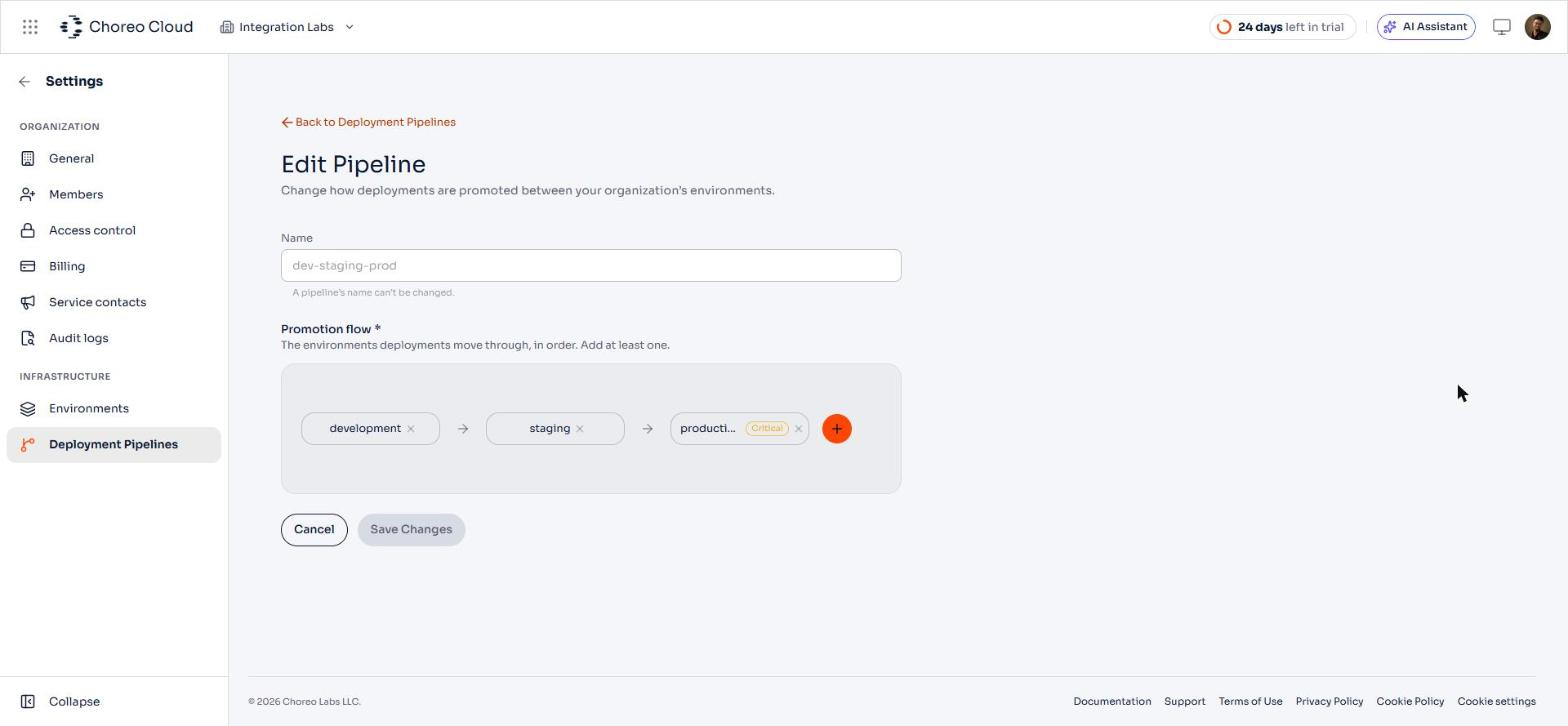 Choreo Cloud
Integration Labs
24 days left in trial
AI Assistant
Settings
ORGANIZATION
General
Members
Access control
Billing
Service contacts
Audit logs
INFRASTRUCTURE
Environments
Deployment Pipelines
Collapse
Back to Deployment Pipelines
Edit Pipeline
Change how deployments are promoted between your organization's environments.
Name
dev-staging-prod
A pipeline's name can't be changed.
Promotion flow *
The environments deployments move through, in order. Add at least one.
development
staging
producti... Critical
Cancel
Save Changes
© 2026 Choreo Labs LLC.
Documentation Support Terms of Use Privacy Policy Cookie Policy Cookie settings